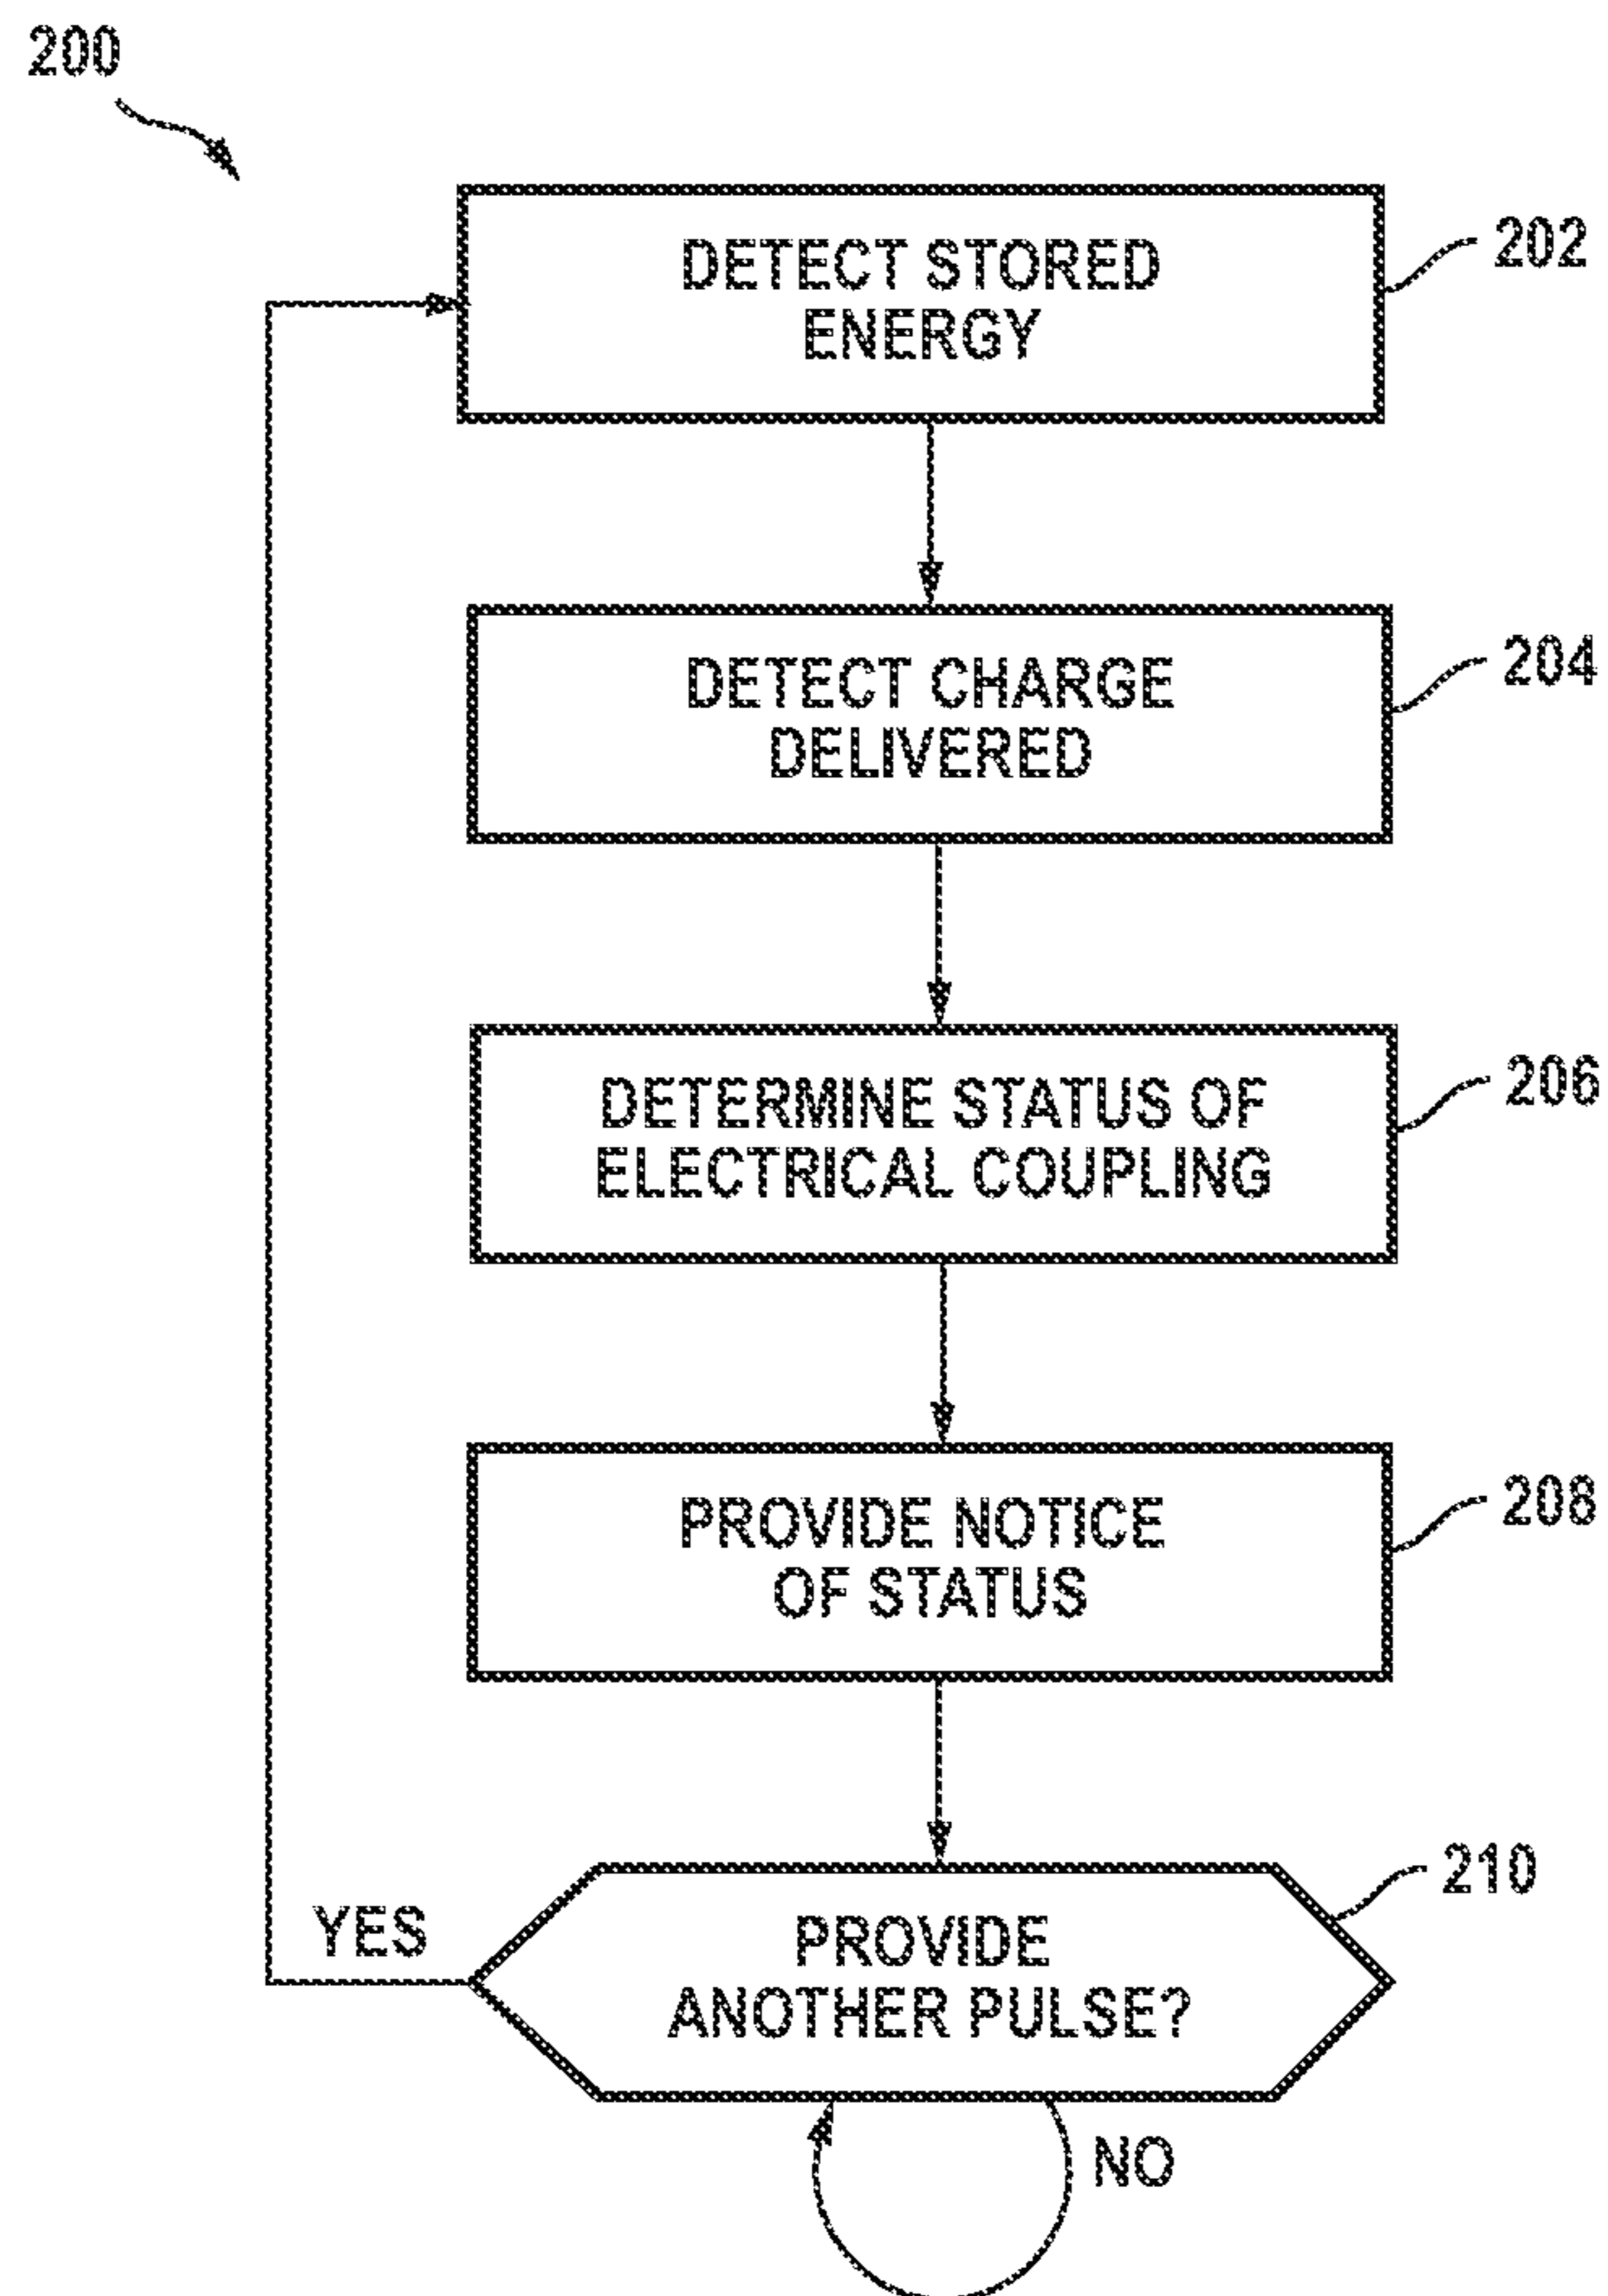 200
DETECT STORED
ENERGY
202
DETECT CHARGE
DELIVERED
204
DETERMINE STATUS OF
ELECTRICAL COUPLING
206
PROVIDE NOTICE
OF STATUS
208
PROVIDE
ANOTHER PULSE?
210
YES
NO